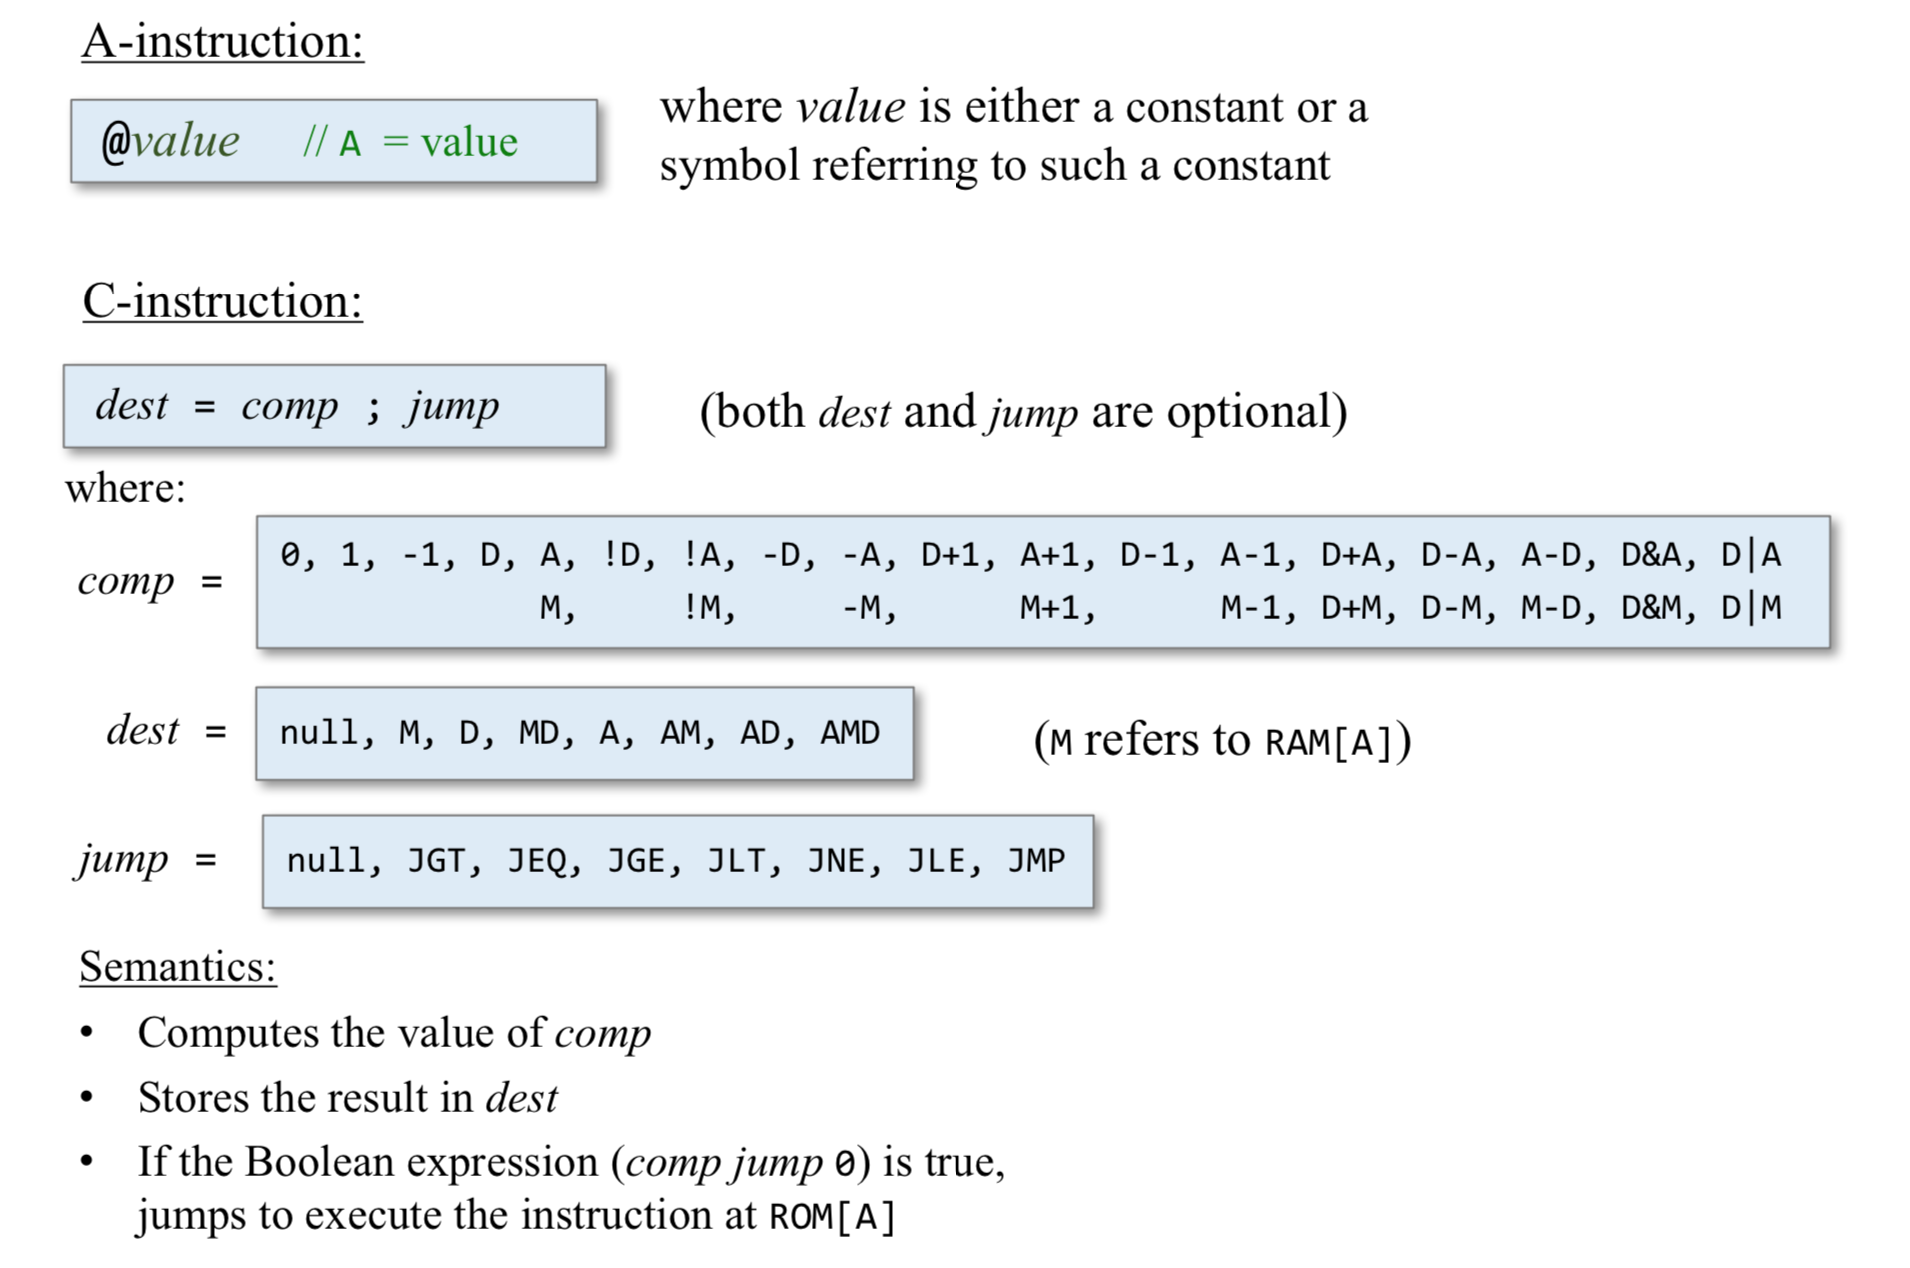 A-instruction:
@value // A = value
where value is either a constant or a
symbol referring to such a constant
C-instruction:
dest = comp ; jump
(both dest and jump are optional)
where:
comp =
0, 1, -1, D, A, !D, !A, -D, -A, D+1, A+1, D-1, A-1, D+A, D-A, A-D, D&A, D|A
M, !M, -M, M+1, M-1, D+M, D-M, M-D, D&M, D|M
dest = null, M, D, MD, A, AM, AD, AMD
(M refers to RAM[A])
jump = null, JGT, JEQ, JGE, JLT, JNE, JLE, JMP
Semantics:
• Computes the value of comp
• Stores the result in dest
• If the Boolean expression (comp jump 0) is true,
jumps to execute the instruction at ROM[A]